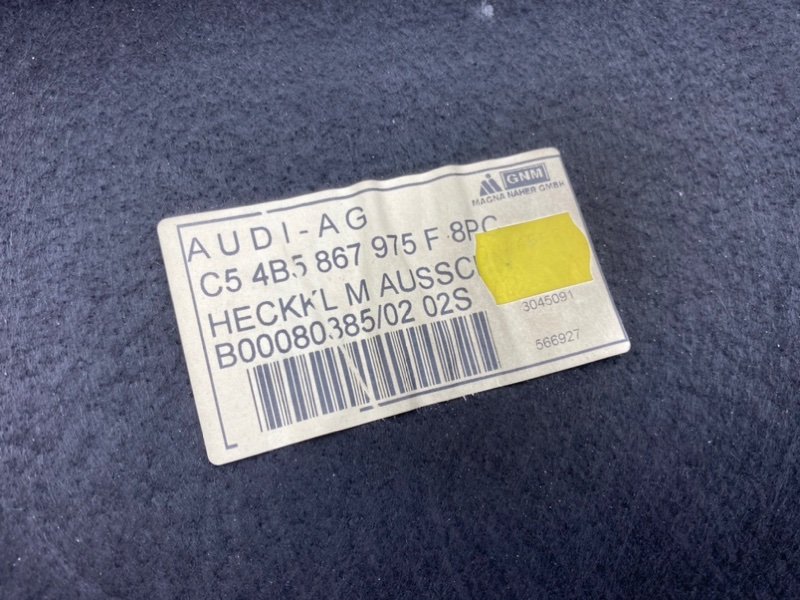 GNM
MAGNA NAHER GMBH
AUDI-AG
C5 4B5 867 975 F 8PC
HECKKL M AUSSC
B00080385/02 02S
3045091
566927